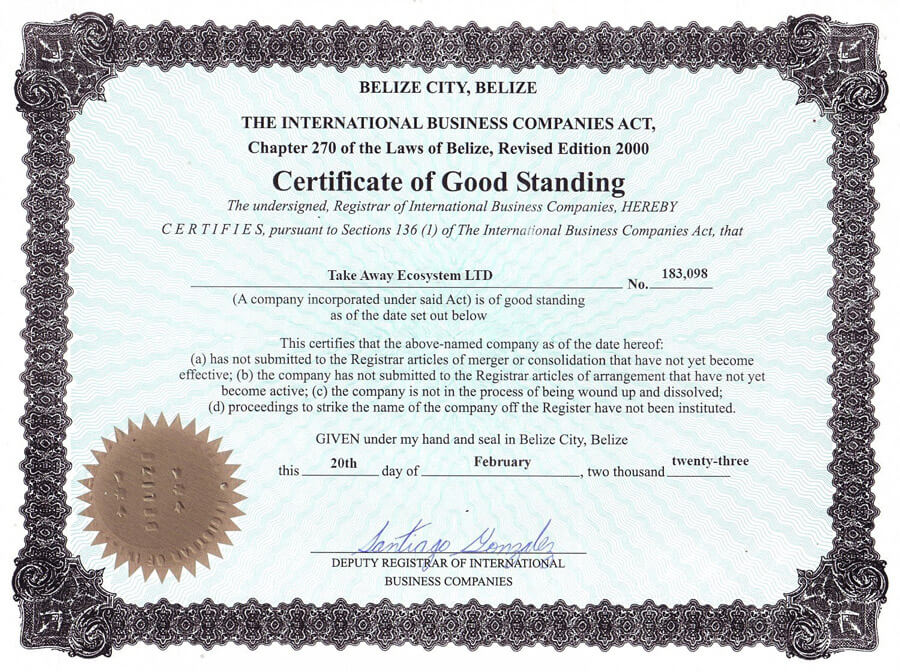 BELIZE CITY, BELIZE
THE INTERNATIONAL BUSINESS COMPANIES ACT,
Chapter 270 of the Laws of Belize, Revised Edition 2000
Certificate of Good Standing
The undersigned, Registrar of International Business Companies, HEREBY
CERTIFIES, pursuant to Sections 136 (1) of The International Business Companies Act, that
Take Away Ecosystem LTD No. 183,098
(A company incorporated under said Act) is of good standing
as of the date set out below
This certifies that the above-named company as of the date hereof:
(a) has not submitted to the Registrar articles of merger or consolidation that have not yet become
effective; (b) the company has not submitted to the Registrar articles of arrangement that have not yet
become active; (c) the company is not in the process of being wound up and dissolved;
(d) proceedings to strike the name of the company off the Register have not been instituted.
GIVEN under my hand and seal in Belize City, Belize
this 20th day of February, two thousand twenty-three
BELIZE
Santiago Gonzalez
DEPUTY REGISTRAR OF INTERNATIONAL
BUSINESS COMPANIES